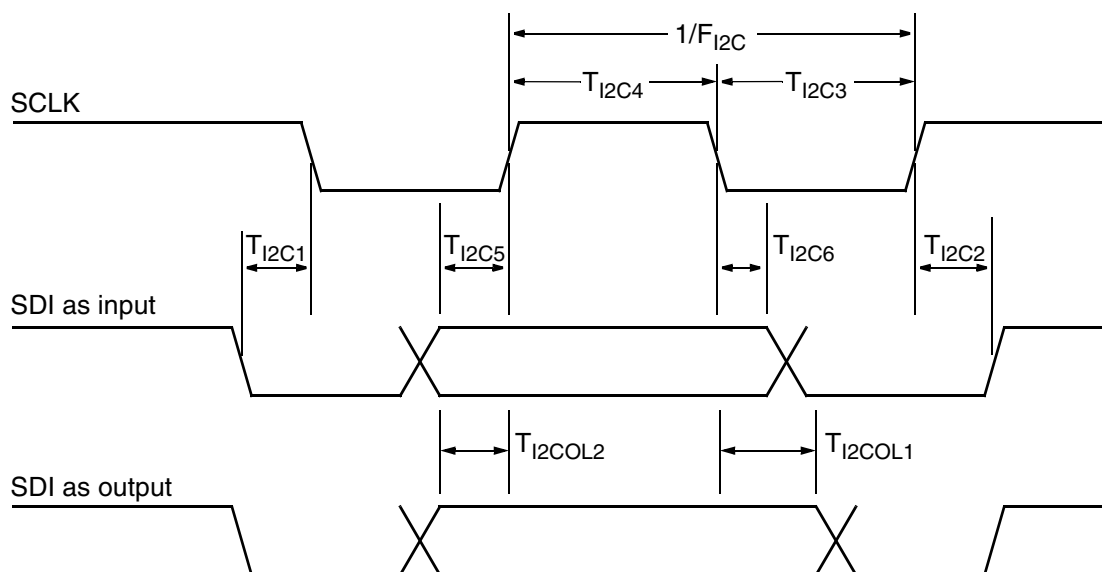 1/F_I2C
T_I2C4
T_I2C3
SCLK
T_I2C1
T_I2C5
T_I2C6
T_I2C2
SDI as input
T_I2COL2
T_I2COL1
SDI as output